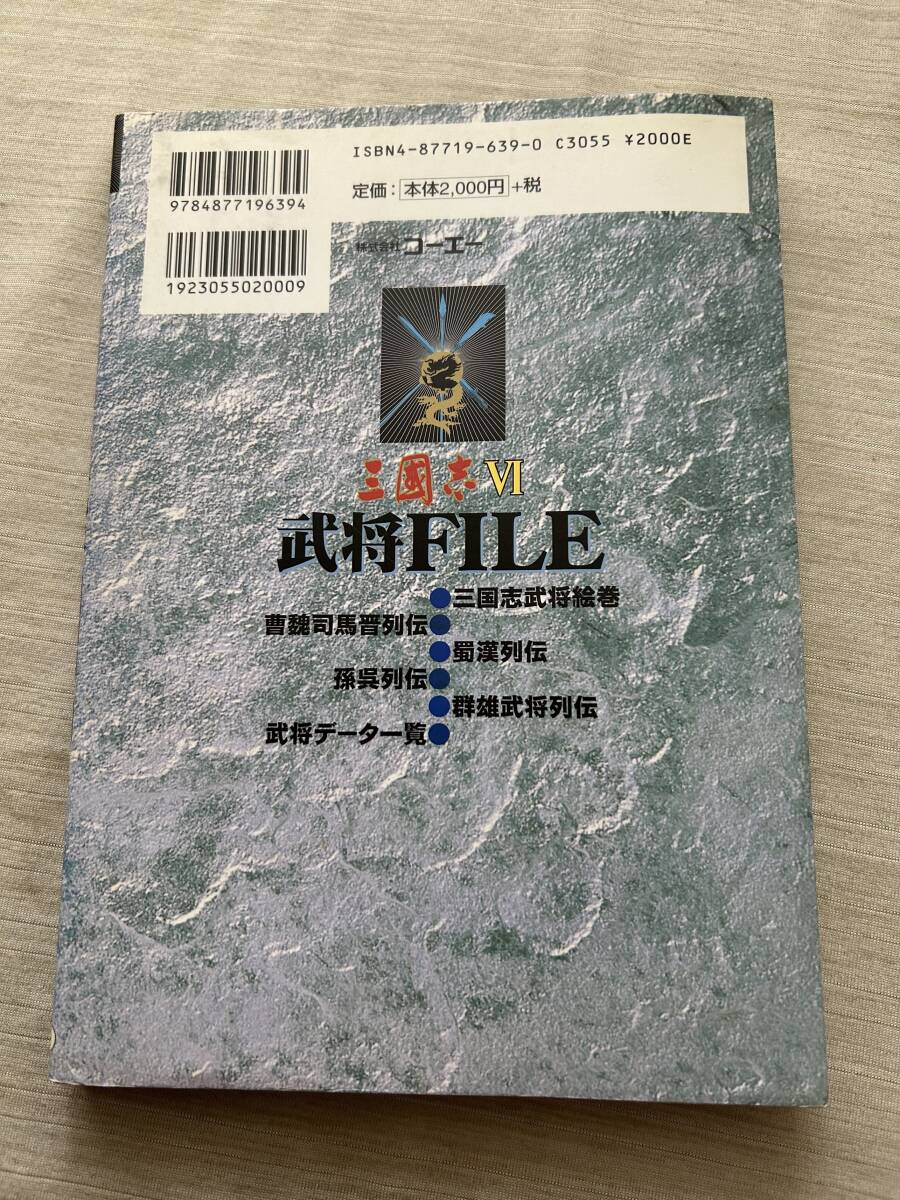 ISBN4-87719-639-0 C3055 ¥2000E
定価：本体2,000円+税
9784877196394
1923055020009
株式会社コーエー
三國志Ⅵ
武将FILE
●三国志武将絵巻
曹魏司馬晋列伝●
●蜀漢列伝
孫呉列伝●
●群雄武将列伝
武将データ一覧●